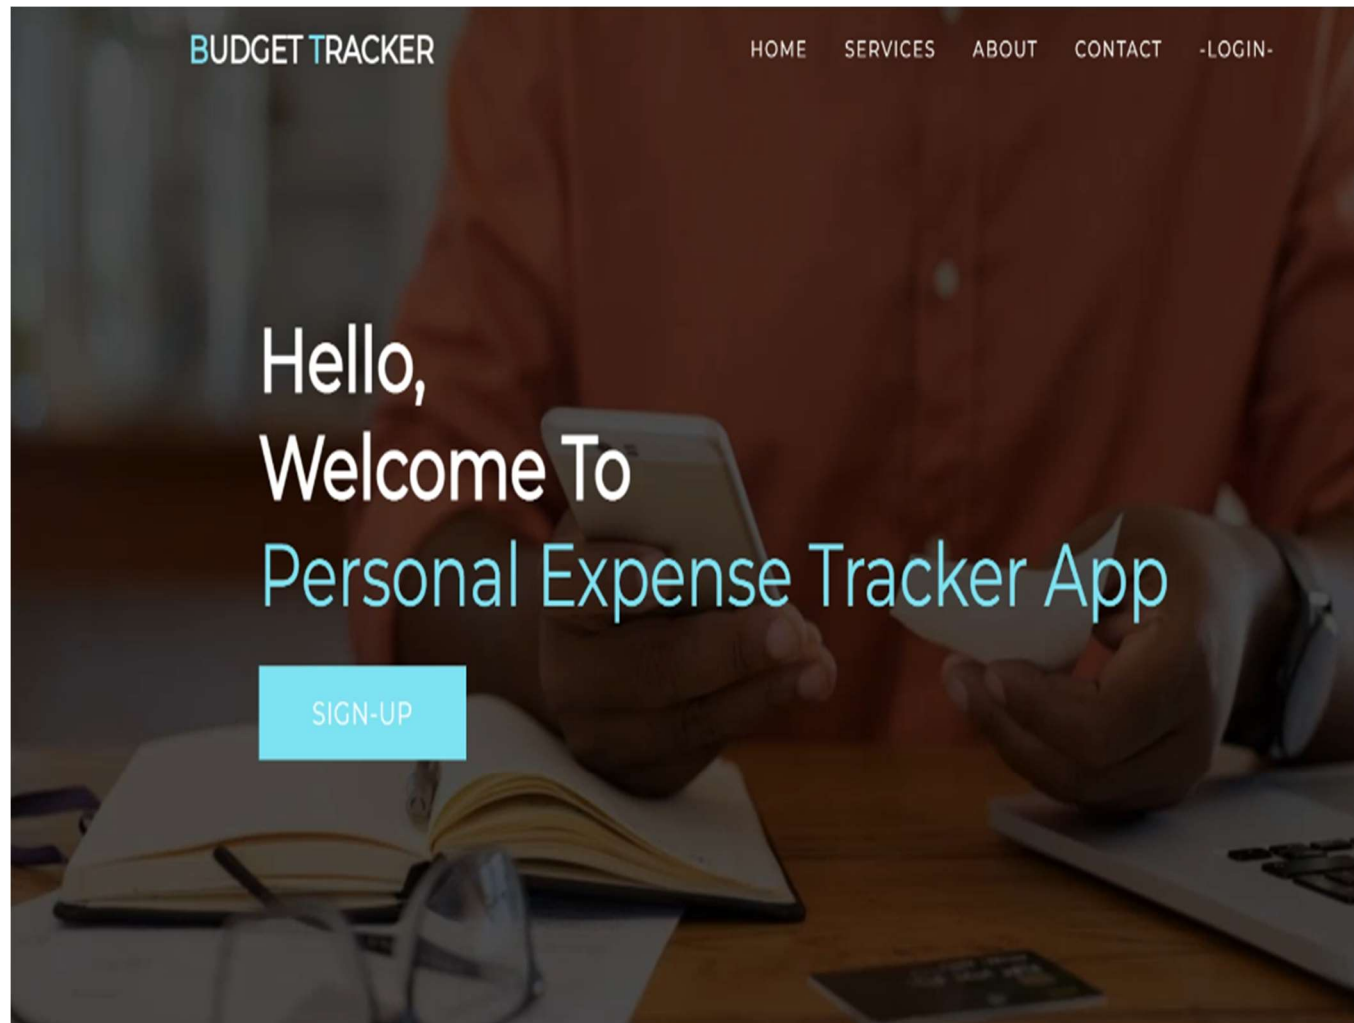 BUDGET TRACKER
HOME SERVICES ABOUT CONTACT -LOGIN-
Hello,
Welcome To
Personal Expense Tracker App
SIGN-UP